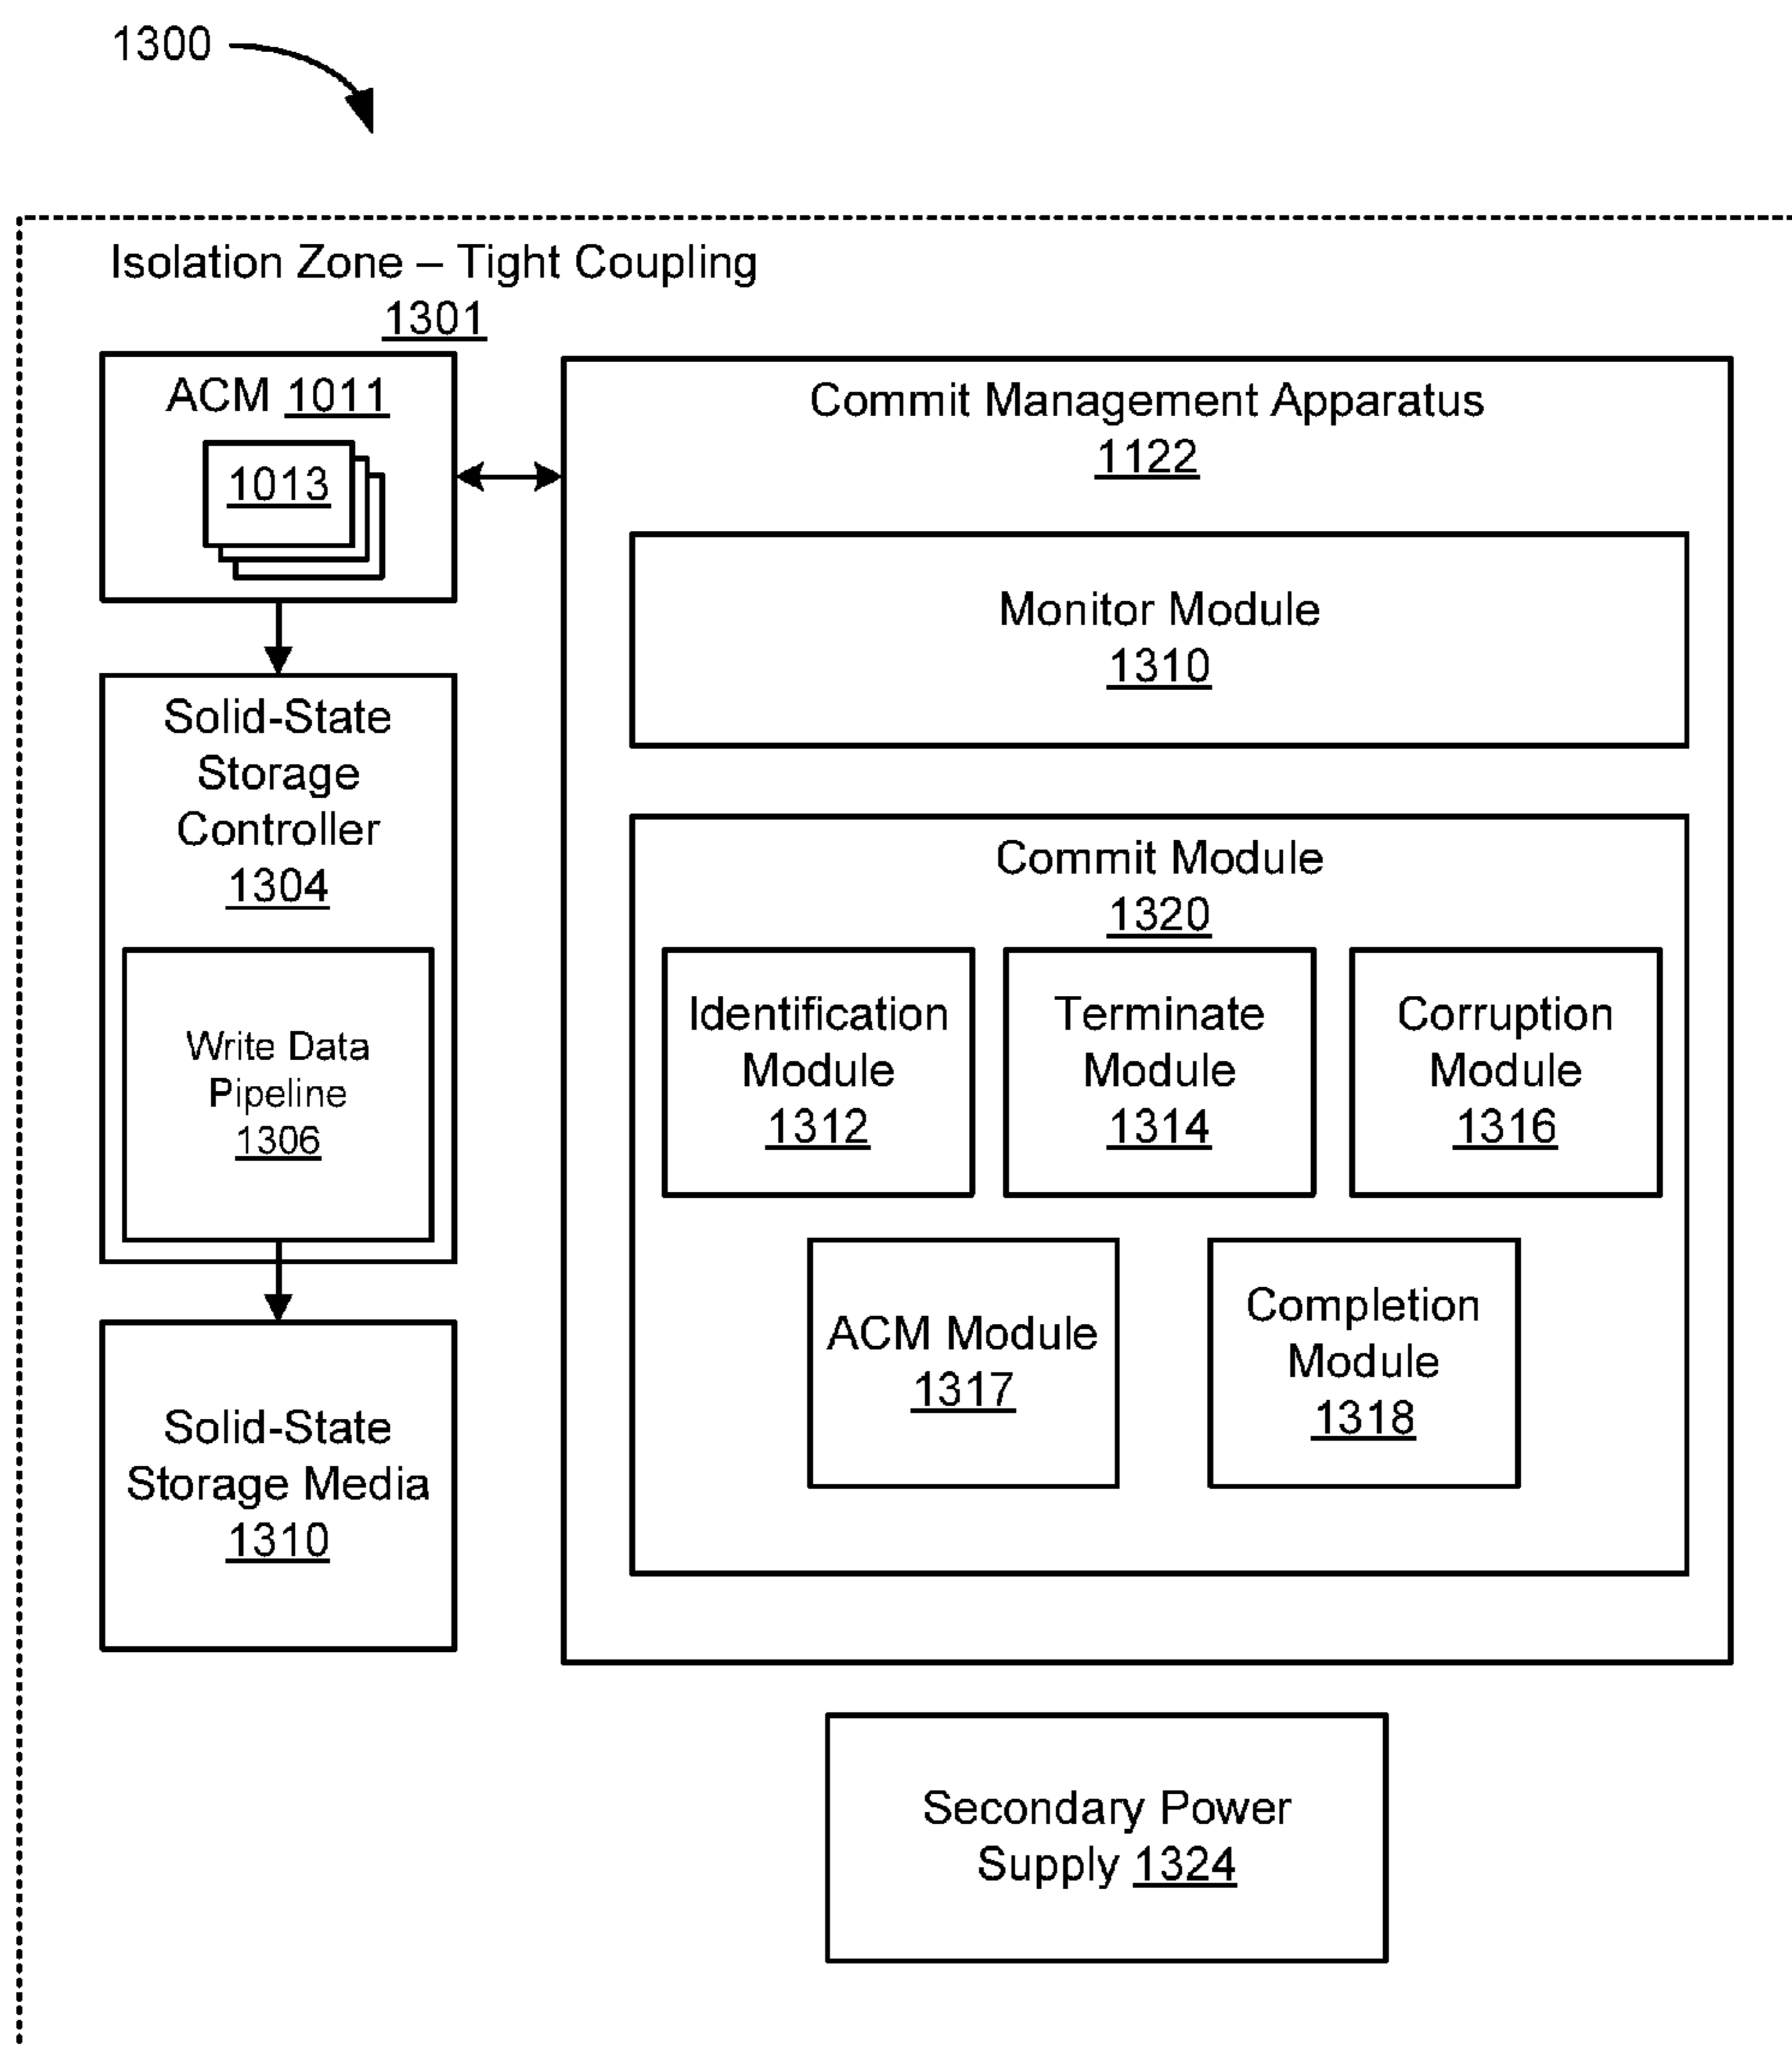 1300
Isolation Zone – Tight Coupling
1301
ACM 1011
1013
Solid-State
Storage
Controller
1304
Write Data
Pipeline
1306
Solid-State
Storage Media
1310
Commit Management Apparatus
1122
Monitor Module
1310
Commit Module
1320
Identification
Module
1312
Terminate
Module
1314
Corruption
Module
1316
ACM Module
1317
Completion
Module
1318
Secondary Power
Supply 1324